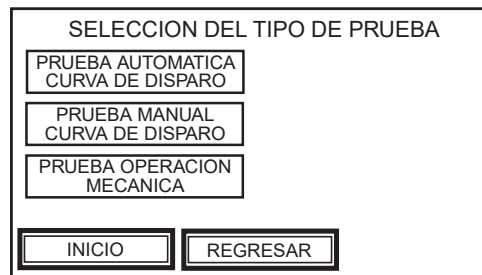 SELECCION DEL TIPO DE PRUEBA
PRUEBA AUTOMATICA
CURVA DE DISPARO
PRUEBA MANUAL
CURVA DE DISPARO
PRUEBA OPERACION
MECANICA
INICIO
REGRESAR